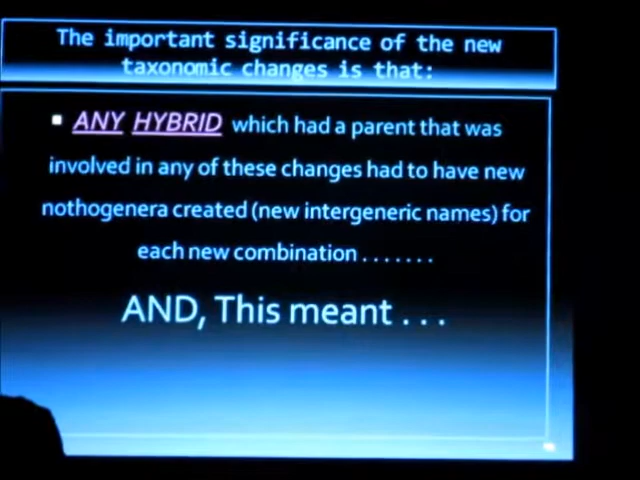 The important significance of the new
taxonomic changes is that:
ANY HYBRID which had a parent that was
involved in any of these changes had to have new
nothogenera created (new intergeneric names) for
each new combination . . . . . . .
AND, This meant . . .